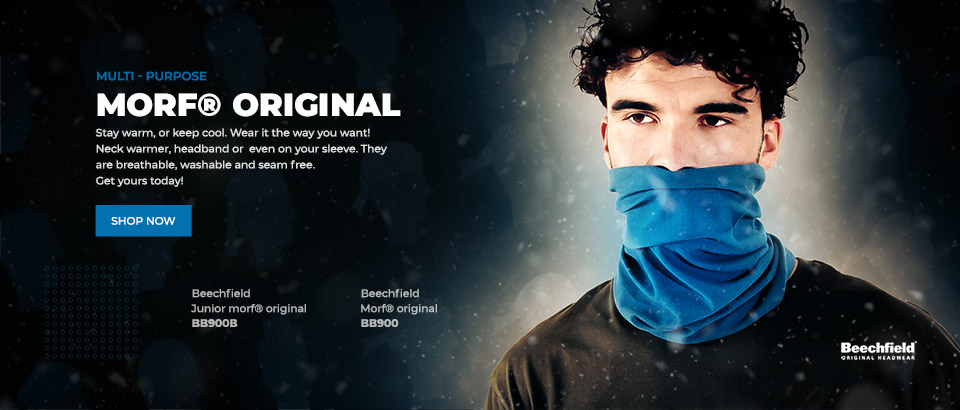 MULTI - PURPOSE
MORF® ORIGINAL
Stay warm, or keep cool. Wear it the way you want!
Neck warmer, headband or even on your sleeve. They
are breathable, washable and seam free.
Get yours today!
SHOP NOW
Beechfield
Junior morf® original
BB900B
Beechfield
Morf® original
BB900
Beechfield
ORIGINAL HEADWEAR